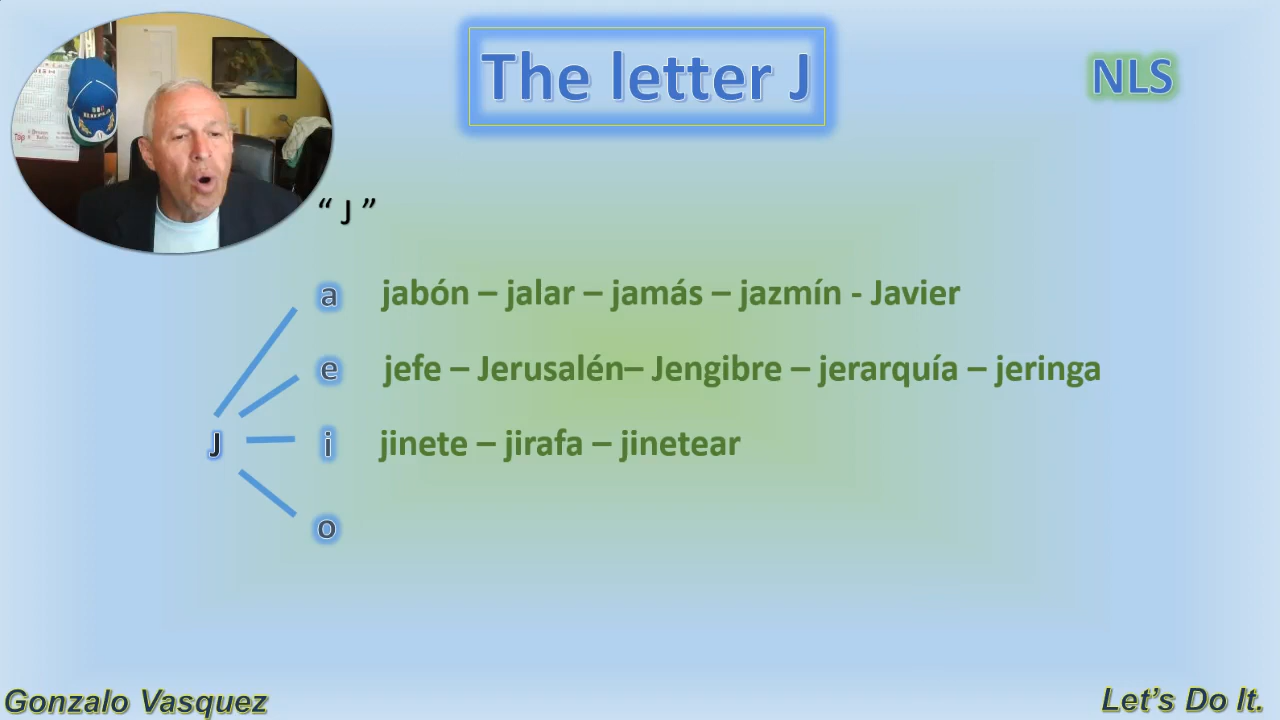 The letter J
NLS
“ J ”
a jabón – jalar – jamás – jazmín - Javier
e jefe – Jerusalén– Jengibre – jerarquía – jeringa
J i jinete – jirafa – jinetear
o
Gonzalo Vasquez
Let’s Do It.